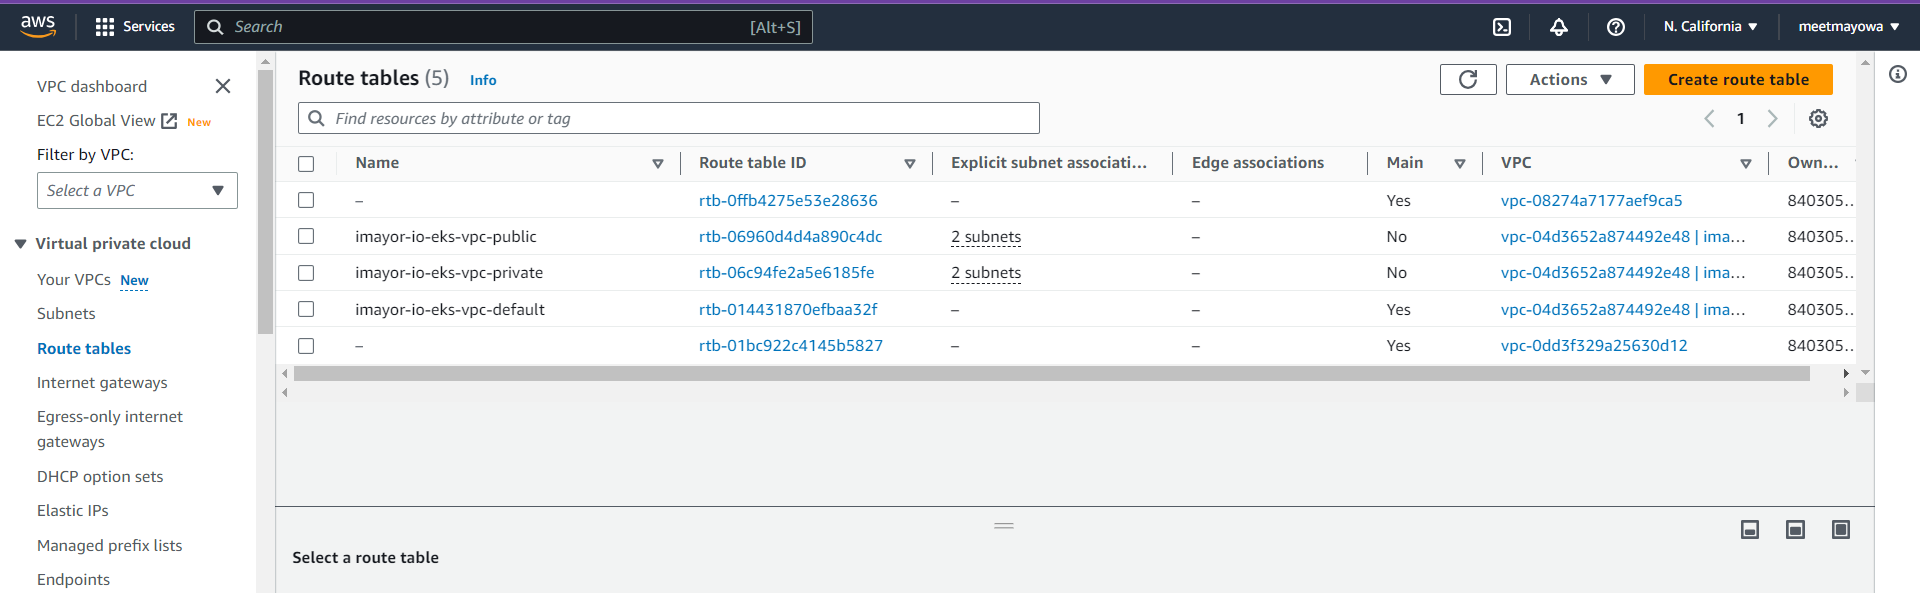 aws Services Search [Alt+S] N. California meetmayowa
VPC dashboard
EC2 Global View New
Filter by VPC:
Select a VPC
Virtual private cloud
Your VPCs New
Subnets
Route tables
Internet gateways
Egress-only internet
gateways
DHCP option sets
Elastic IPs
Managed prefix lists
Endpoints
Route tables (5) Info
Actions Create route table
Find resources by attribute or tag
1
Name Route table ID Explicit subnet associati... Edge associations Main VPC Own...
– rtb-0ffb4275e53e28636 – – Yes vpc-08274a7177aef9ca5 840305...
imayor-io-eks-vpc-public rtb-06960d4d4a890c4dc 2 subnets – No vpc-04d3652a874492e48 | ima... 840305...
imayor-io-eks-vpc-private rtb-06c94fe2a5e6185fe 2 subnets – No vpc-04d3652a874492e48 | ima... 840305...
imayor-io-eks-vpc-default rtb-014431870efbaa32f – – Yes vpc-04d3652a874492e48 | ima... 840305...
– rtb-01bc922c4145b5827 – – Yes vpc-0dd3f329a25630d12 840305...
Select a route table